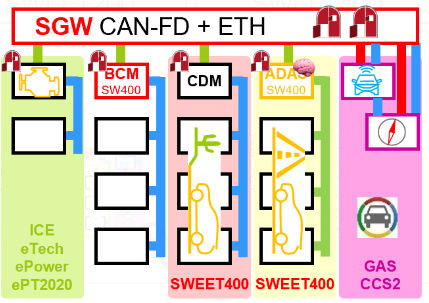 SGW CAN-FD + ETH
BCM
SW400
CDM
ADAS
SW400
ICE
eTech
ePower
ePT2020
SWEET400
SWEET400
GAS
CCS2